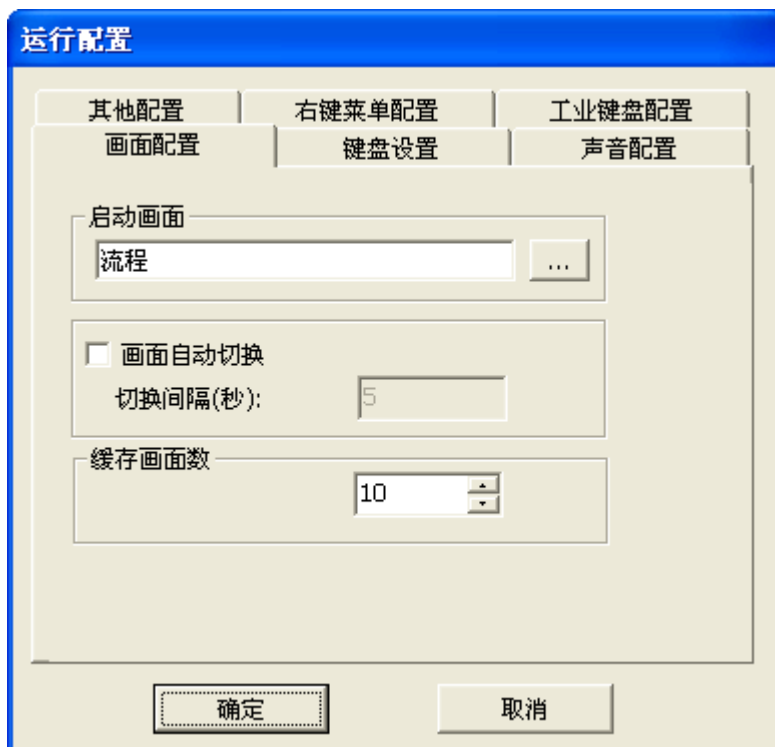 运行配置
其他配置 右键菜单配置 工业键盘配置
画面配置 键盘设置 声音配置
启动画面
流程 ...
画面自动切换
切换间隔(秒): 5
缓存画面数
10
确定 取消